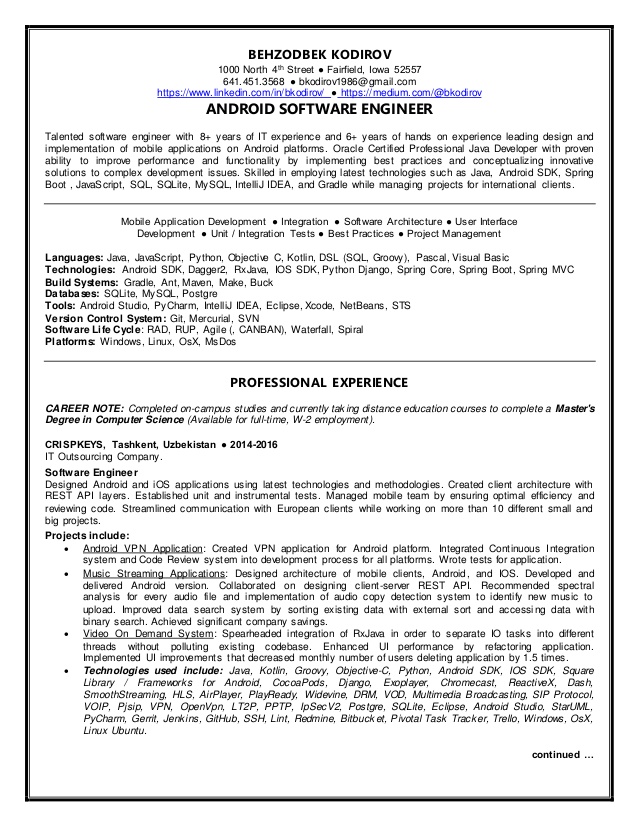 BEHZODBEK KODIROV
1000 North 4th Street ● Fairfield, Iowa 52557
641.451.3568 ● bkodirov1986@gmail.com
https://www.linkedin.com/in/bkodirov/ ● https://medium.com/@bkodirov
ANDROID SOFTWARE ENGINEER
Talented software engineer with 8+ years of IT experience and 6+ years of hands on experience leading design and
implementation of mobile applications on Android platforms. Oracle Certified Professional Java Developer with proven
ability to improve performance and functionality by implementing best practices and conceptualizing innovative
solutions to complex development issues. Skilled in employing latest technologies such as Java, Android SDK, Spring
Boot , JavaScript, SQL, SQLite, MySQL, IntelliJ IDEA, and Gradle while managing projects for international clients.
Mobile Application Development ● Integration ● Software Architecture ● User Interface
Development ● Unit / Integration Tests ● Best Practices ● Project Management
Languages: Java, JavaScript, Python, Objective C, Kotlin, DSL (SQL, Groovy), Pascal, Visual Basic
Technologies: Android SDK, Dagger2, RxJava, IOS SDK, Python Django, Spring Core, Spring Boot, Spring MVC
Build Systems: Gradle, Ant, Maven, Make, Buck
Databases: SQLite, MySQL, Postgre
Tools: Android Studio, PyCharm, IntelliJ IDEA, Eclipse, Xcode, NetBeans, STS
Version Control System: Git, Mercurial, SVN
Software Life Cycle: RAD, RUP, Agile (, CANBAN), Waterfall, Spiral
Platforms: Windows, Linux, OsX, MsDos
PROFESSIONAL EXPERIENCE
CAREER NOTE: Completed on-campus studies and currently taking distance education courses to complete a Master's
Degree in Computer Science (Available for full-time, W-2 employment).
CRISPKEYS, Tashkent, Uzbekistan ● 2014-2016
IT Outsourcing Company.
Software Engineer
Designed Android and iOS applications using latest technologies and methodologies. Created client architecture with
REST API layers. Established unit and instrumental tests. Managed mobile team by ensuring optimal efficiency and
reviewing code. Streamlined communication with European clients while working on more than 10 different small and
big projects.
Projects include:
● Android VPN Application: Created VPN application for Android platform. Integrated Continuous Integration
system and Code Review system into development process for all platforms. Wrote tests for application.
● Music Streaming Applications: Designed architecture of mobile clients, Android, and IOS. Developed and
delivered Android version. Collaborated on designing client-server REST API. Recommended spectral
analysis for every audio file and implementation of audio copy detection system to identify new music to
upload. Improved data search system by sorting existing data with external sort and accessing data with
binary search. Achieved significant company savings.
● Video On Demand System: Spearheaded integration of RxJava in order to separate IO tasks into different
threads without polluting existing codebase. Enhanced UI performance by refactoring application.
Implemented UI improvements that decreased monthly number of users deleting application by 1.5 times.
● Technologies used include: Java, Kotlin, Groovy, Objective-C, Python, Android SDK, IOS SDK, Square
Library / Frameworks for Android, CocoaPods, Django, Exoplayer, Chromecast, ReactiveX, Dash,
SmoothStreaming, HLS, AirPlayer, PlayReady, Widevine, DRM, VOD, Multimedia Broadcasting, SIP Protocol,
VOIP, Pjsip, VPN, OpenVpn, LT2P, PPTP, IpSecV2, Postgre, SQLite, Eclipse, Android Studio, StarUML,
PyCharm, Gerrit, Jenkins, GitHub, SSH, Lint, Redmine, Bitbucket, Pivotal Task Tracker, Trello, Windows, OsX,
Linux Ubuntu.
continued …